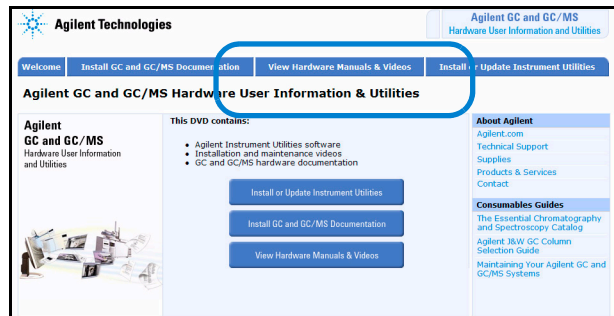 Agilent Technologies
Agilent GC and GC/MS
Hardware User Information and Utilities
Welcome
Install GC and GC/MS Documentation
View Hardware Manuals & Videos
Install or Update Instrument Utilities
Agilent GC and GC/MS Hardware User Information & Utilities
Agilent
GC and GC/MS
Hardware User Information
and Utilities
This DVD contains:
• Agilent Instrument Utilities software
• Installation and maintenance videos
• GC and GC/MS hardware documentation
Install or Update Instrument Utilities
Install GC and GC/MS Documentation
View Hardware Manuals & Videos
About Agilent
Agilent.com
Technical Support
Supplies
Products & Services
Contact
Consumables Guides
The Essential Chromatography
and Spectroscopy Catalog
Agilent J&W GC Column
Selection Guide
Maintaining Your Agilent GC and
GC/MS Systems